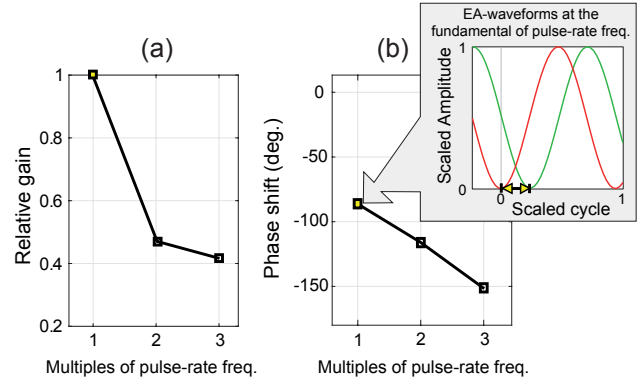 (a)
Relative gain
1
0.8
0.6
0.4
0.2
1 2 3
Multiples of pulse-rate freq.
(b)
Phase shift (deg.)
0
-50
-100
-150
1 2 3
Multiples of pulse-rate freq.
EA-waveforms at the
fundamental of pulse-rate freq.
Scaled Amplitude
1
0
0 1
Scaled cycle